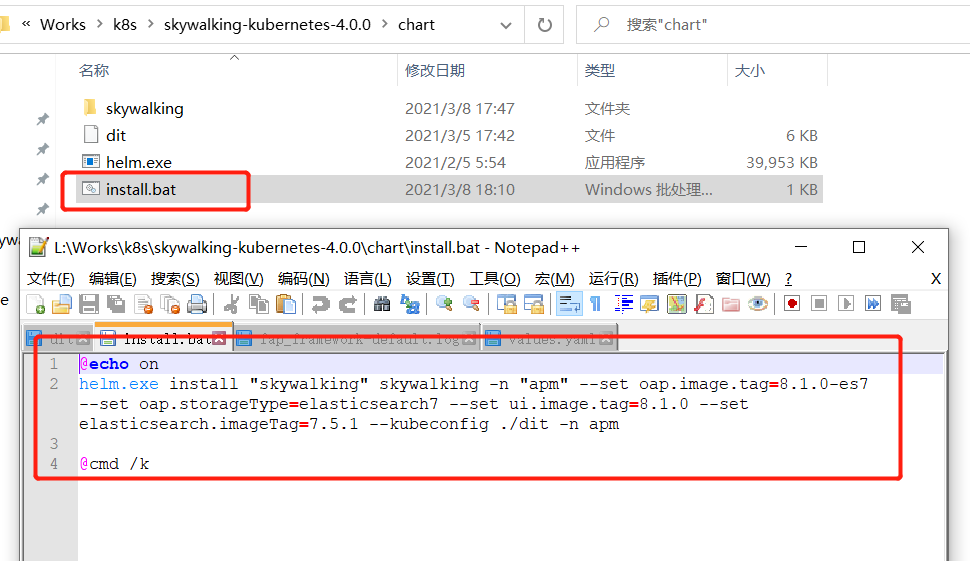 « Works › k8s › skywalking-kubernetes-4.0.0 › chart 搜索"chart"
名称 修改日期 类型 大小
skywalking 2021/3/8 17:47 文件夹
dit 2021/3/5 17:42 文件 6 KB
helm.exe 2021/2/5 5:54 应用程序 39,953 KB
install.bat 2021/3/8 18:10 Windows 批处理... 1 KB
L:\Works\k8s\skywalking-kubernetes-4.0.0\chart\install.bat - Notepad++
文件(F) 编辑(E) 搜索(S) 视图(V) 编码(N) 语言(L) 设置(T) 工具(O) 宏(M) 运行(R) 插件(P) 窗口(W) ? X
dit install.bat fap_framework-default.log values.yaml
1 @echo on
2 helm.exe install "skywalking" skywalking -n "apm" --set oap.image.tag=8.1.0-es7
--set oap.storageType=elasticsearch7 --set ui.image.tag=8.1.0 --set
elasticsearch.imageTag=7.5.1 --kubeconfig ./dit -n apm
3
4 @cmd /k